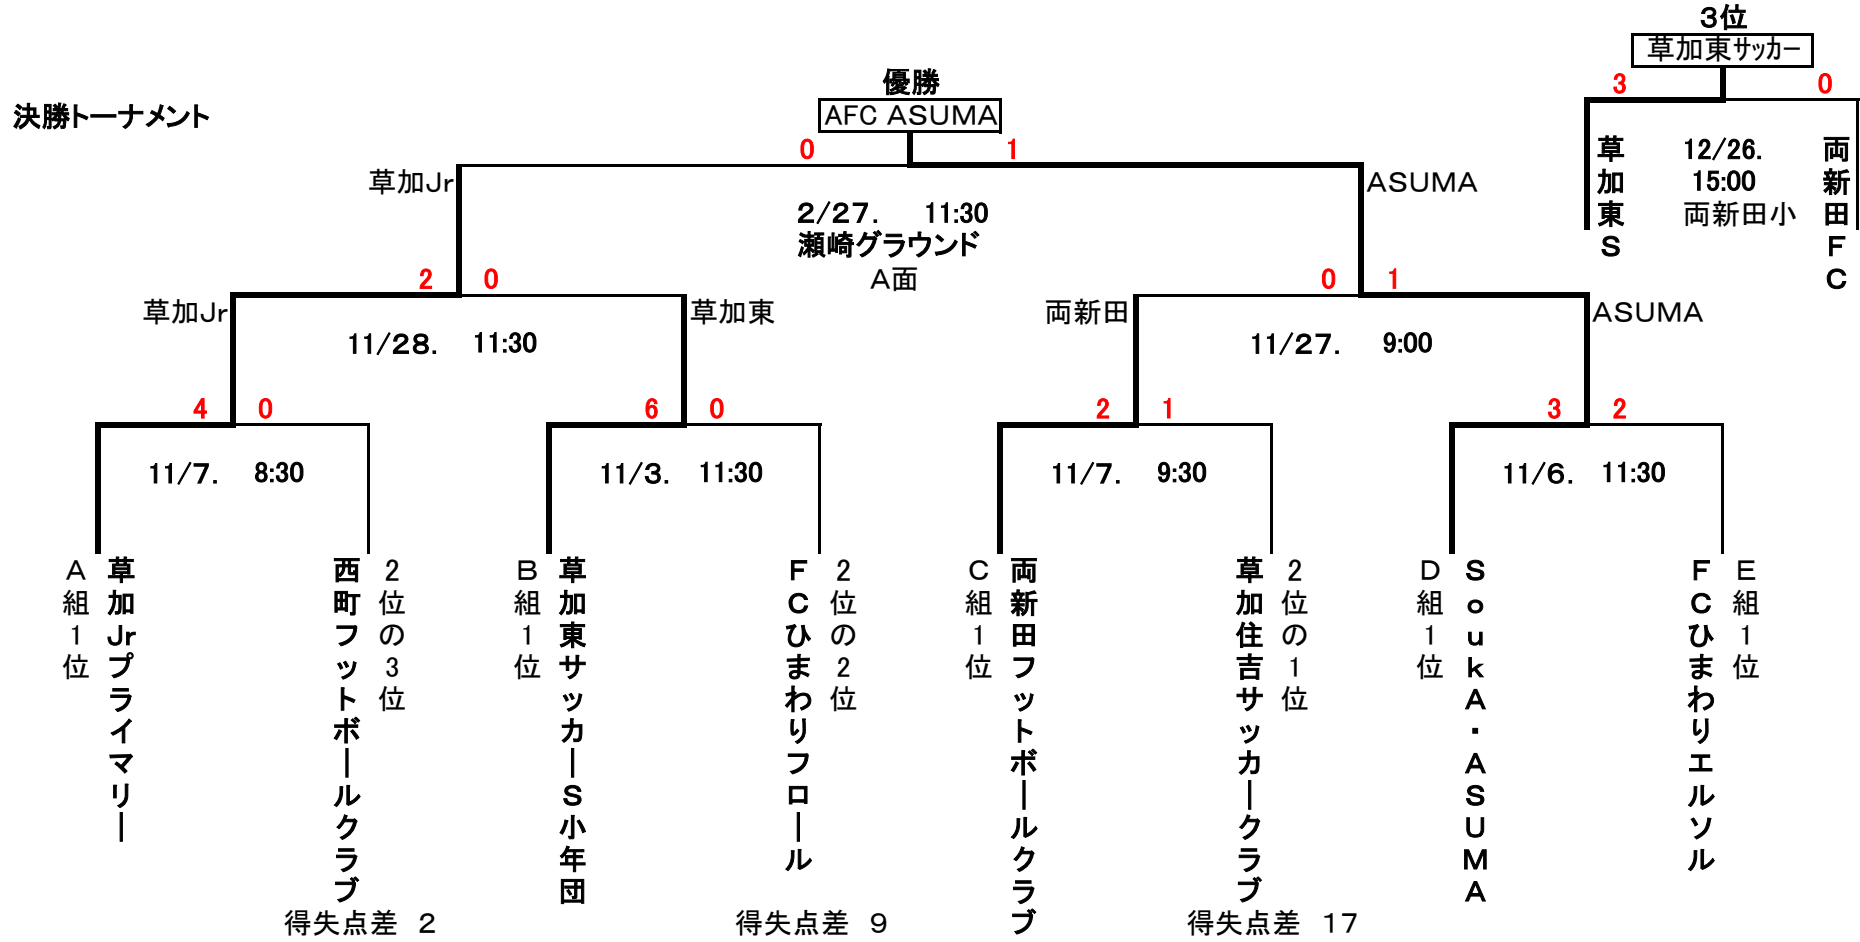 3位
草加東サッカー
3 0
優勝
AFC ASUMA
決勝トーナメント
0 1
草加東S
12/26.
15:00
両新田小
両新田FC
草加Jr
ASUMA
2/27. 11:30
瀬崎グラウンド
A面
2 0
0 1
草加Jr
草加東
両新田
ASUMA
11/28. 11:30
11/27. 9:00
4 0
6 0
2 1
3 2
11/7. 8:30
11/3. 11:30
11/7. 9:30
11/6. 11:30
A組1位
草加Jrプライマリー
西町フットボールクラブ
2位の3位
B組1位
草加東サッカーS小年団
FCひまわりフロール
2位の2位
C組1位
両新田フットボールクラブ
草加住吉サッカークラブ
2位の1位
D組1位
SoukA・ASUMA
FCひまわりエルソル
E組1位
得失点差 2
得失点差 9
得失点差 17